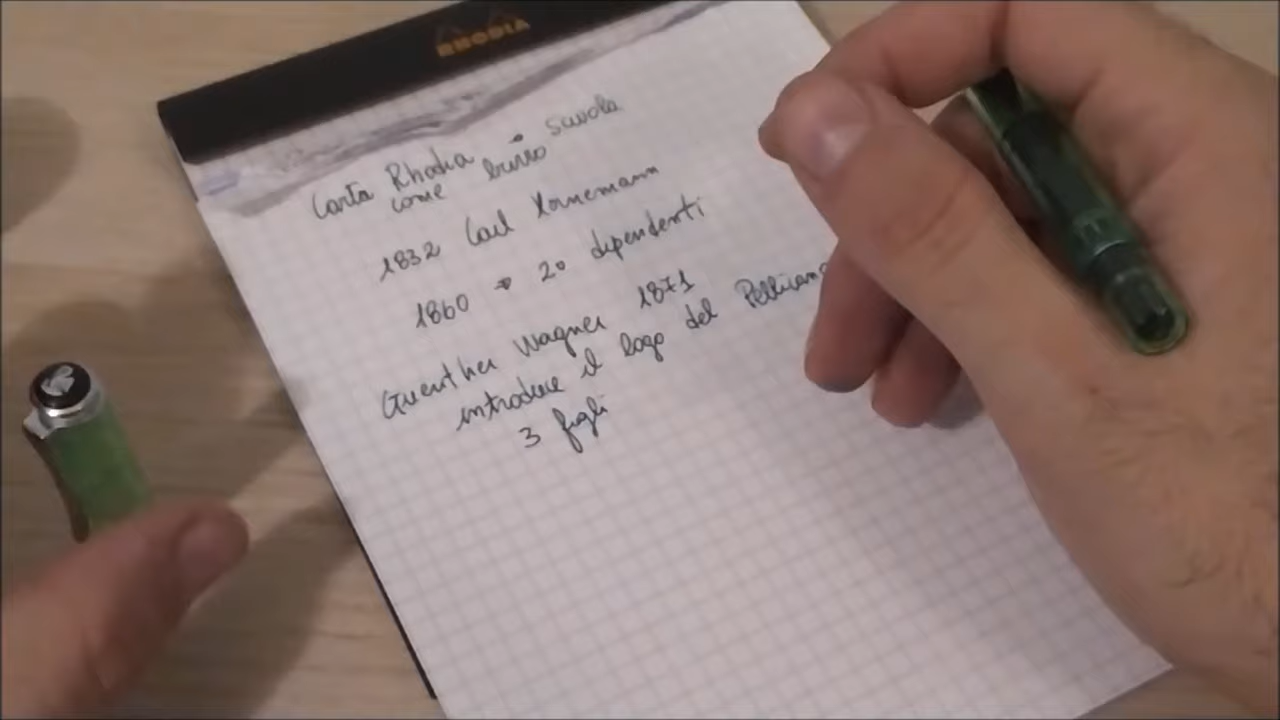 RHODIA
Carta Rhodia scuola
come burro
1832 Carl Hornemann
1860 → 20 dipendenti
Guenther Wagner 1871
introduce il logo del Pellicano
3 figli